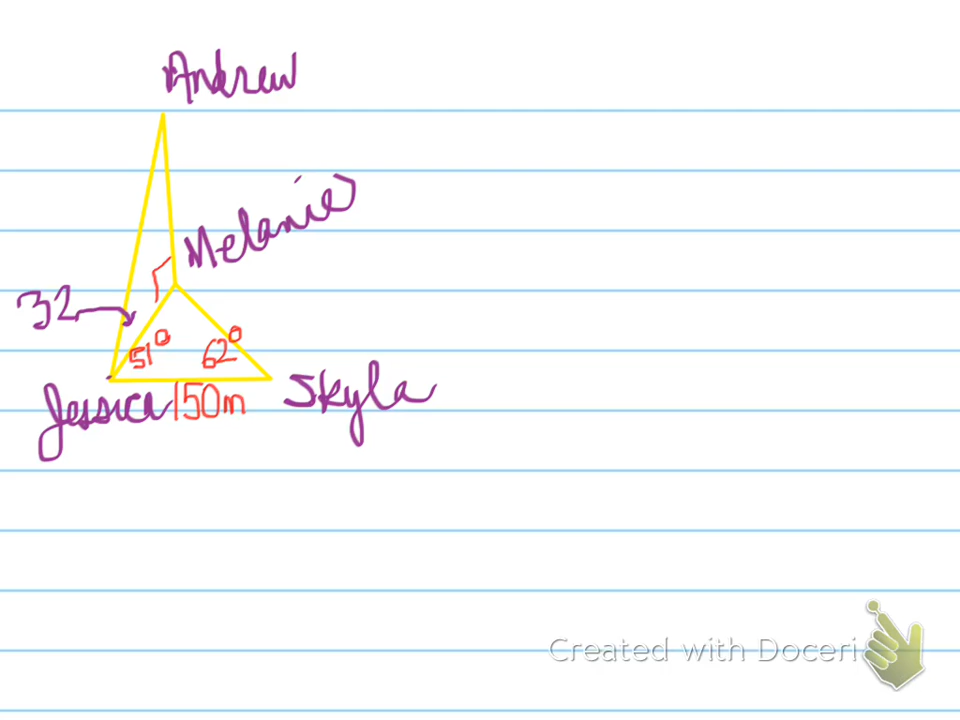 Andrew
Melanie
32
51° 62°
Jessica 150m Skyla
Created with Doceri